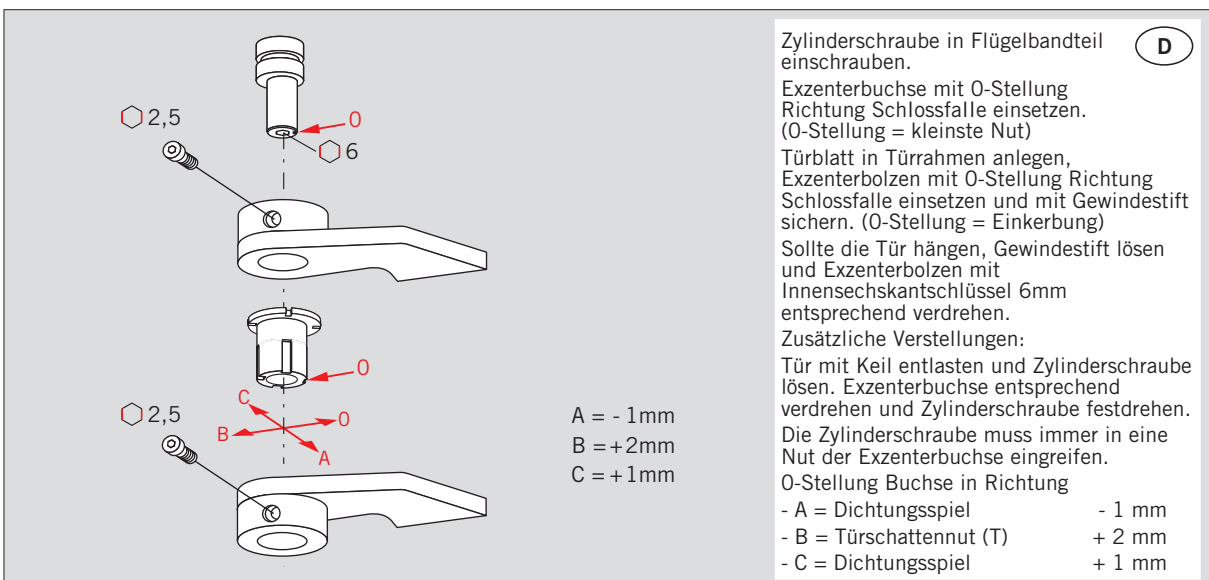 2,5
0
6
0
C
0
B
A
2,5
A = - 1mm
B =+2mm
C =+1mm
D
Zylinderschraube in Flügelbandteil
einschrauben.
Exzenterbuchse mit 0-Stellung
Richtung Schlossfalle einsetzen.
(0-Stellung = kleinste Nut)
Türblatt in Türrahmen anlegen,
Exzenterbolzen mit 0-Stellung Richtung
Schlossfalle einsetzen und mit Gewindestift
sichern. (0-Stellung = Einkerbung)
Sollte die Tür hängen, Gewindestift lösen
und Exzenterbolzen mit
Innensechskantschlüssel 6mm
entsprechend verdrehen.
Zusätzliche Verstellungen:
Tür mit Keil entlasten und Zylinderschraube
lösen. Exzenterbuchse entsprechend
verdrehen und Zylinderschraube festdrehen.
Die Zylinderschraube muss immer in eine
Nut der Exzenterbuchse eingreifen.
0-Stellung Buchse in Richtung
- A = Dichtungsspiel - 1 mm
- B = Türschattennut (T) + 2 mm
- C = Dichtungsspiel + 1 mm